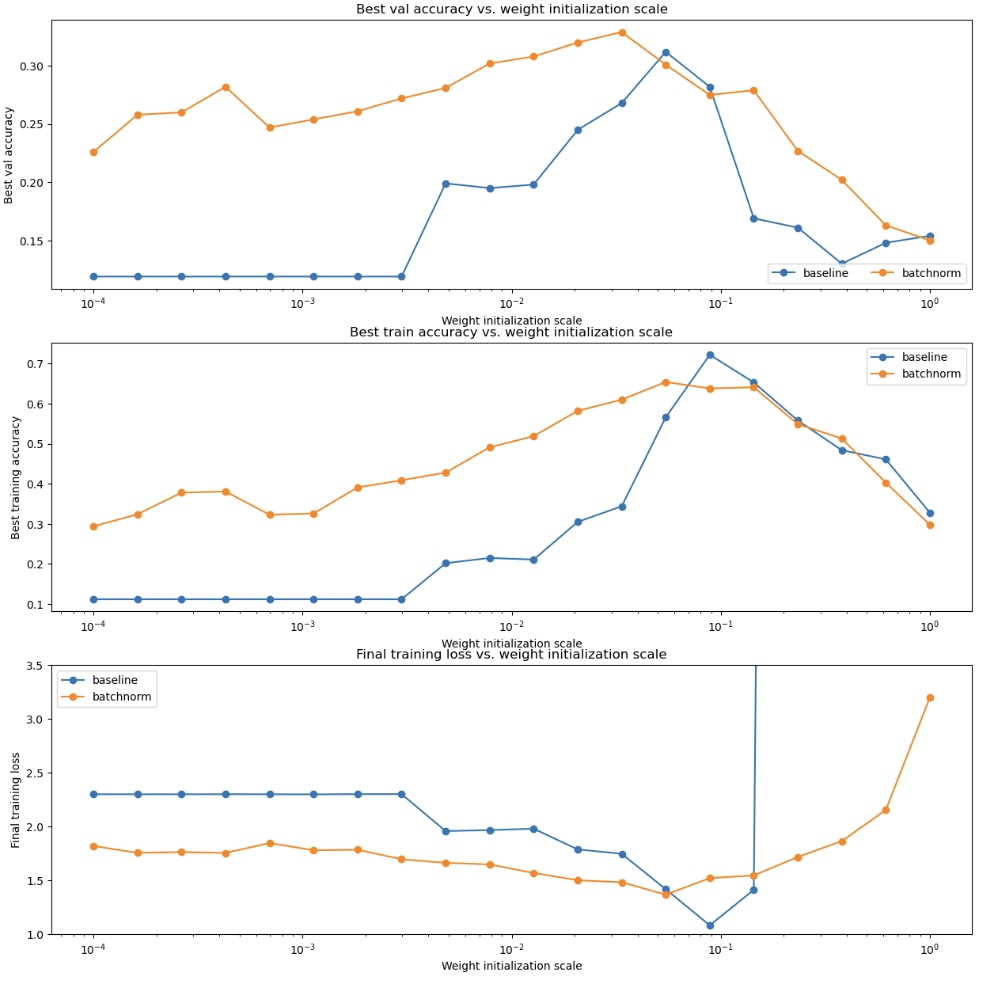 Best val accuracy vs. weight initialization scale
Best val accuracy
0.30
0.25
0.20
0.15
baseline batchnorm
10⁻⁴ 10⁻³ 10⁻² 10⁻¹ 10⁰
Weight initialization scale
Best train accuracy vs. weight initialization scale
Best training accuracy
0.7
0.6
0.5
0.4
0.3
0.2
0.1
baseline
batchnorm
10⁻⁴ 10⁻³ 10⁻² 10⁻¹ 10⁰
Weight initialization scale
Final training loss vs. weight initialization scale
Final training loss
3.5
3.0
2.5
2.0
1.5
1.0
baseline
batchnorm
10⁻⁴ 10⁻³ 10⁻² 10⁻¹ 10⁰
Weight initialization scale